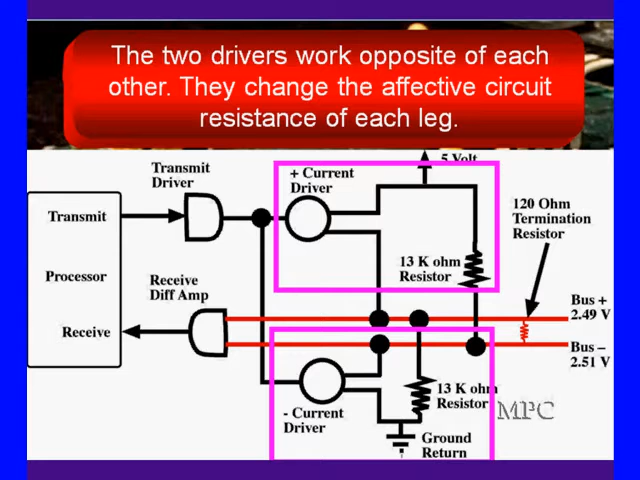 The two drivers work opposite of each
other. They change the affective circuit
resistance of each leg.
Transmit
Driver
+ Current
Driver
5 Volt
120 Ohm
Termination
Resistor
Transmit
Processor
Receive
Receive
Diff Amp
13 K ohm
Resistor
Bus +
2.49 V
Bus –
2.51 V
- Current
Driver
13 K ohm
Resistor
MPC
Ground
Return